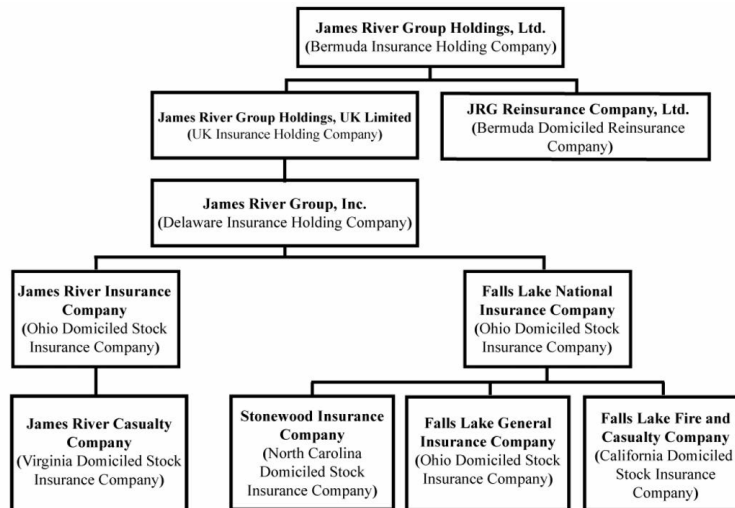 James River Group Holdings, Ltd.
(Bermuda Insurance Holding Company)
James River Group Holdings, UK Limited
(UK Insurance Holding Company)
JRG Reinsurance Company, Ltd.
(Bermuda Domiciled Reinsurance
Company)
James River Group, Inc.
(Delaware Insurance Holding Company)
James River Insurance
Company
(Ohio Domiciled Stock
Insurance Company)
Falls Lake National
Insurance Company
(Ohio Domiciled Stock
Insurance Company)
James River Casualty
Company
(Virginia Domiciled Stock
Insurance Company)
Stonewood Insurance
Company
(North Carolina
Domiciled Stock
Insurance Company)
Falls Lake General
Insurance Company
(Ohio Domiciled Stock
Insurance Company)
Falls Lake Fire and
Casualty Company
(California Domiciled
Stock Insurance
Company)